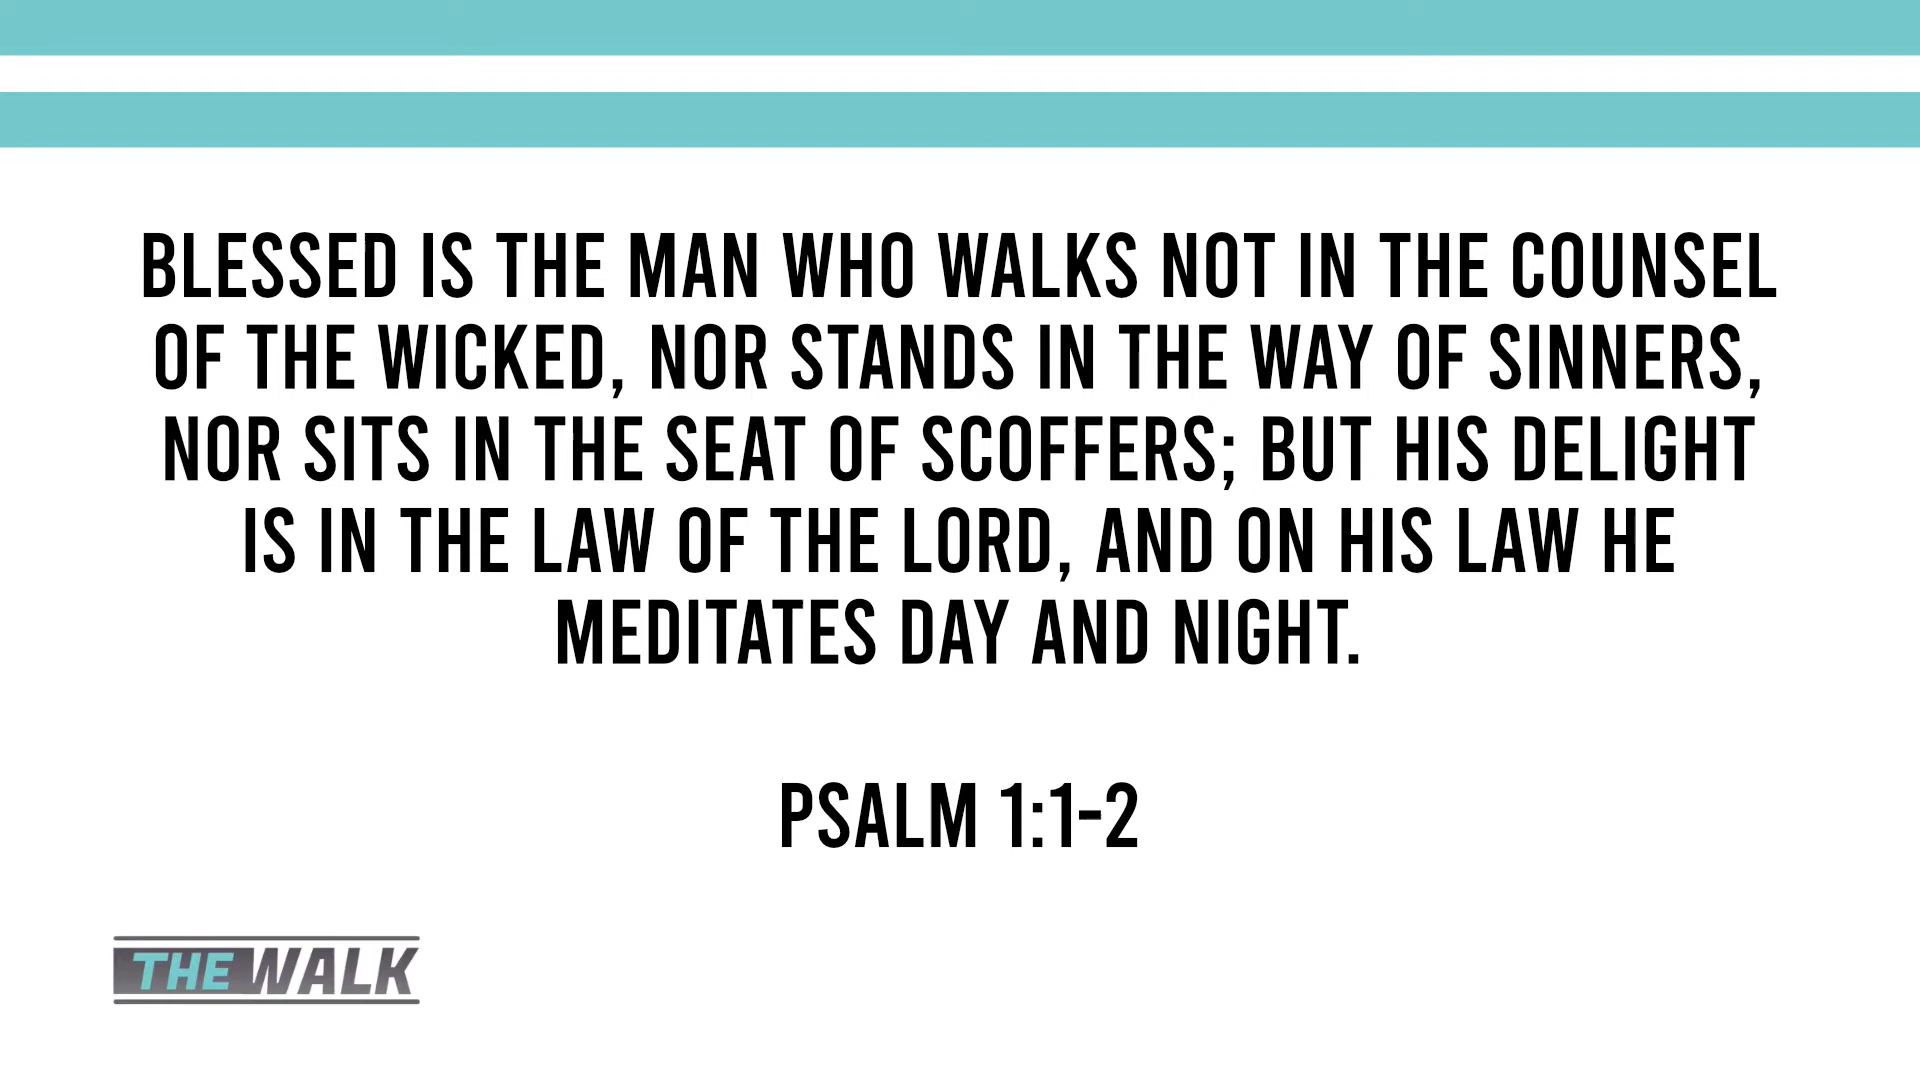 BLESSED IS THE MAN WHO WALKS NOT IN THE COUNSEL
OF THE WICKED, NOR STANDS IN THE WAY OF SINNERS,
NOR SITS IN THE SEAT OF SCOFFERS; BUT HIS DELIGHT
IS IN THE LAW OF THE LORD, AND ON HIS LAW HE
MEDITATES DAY AND NIGHT.
PSALM 1:1-2
THE WALK